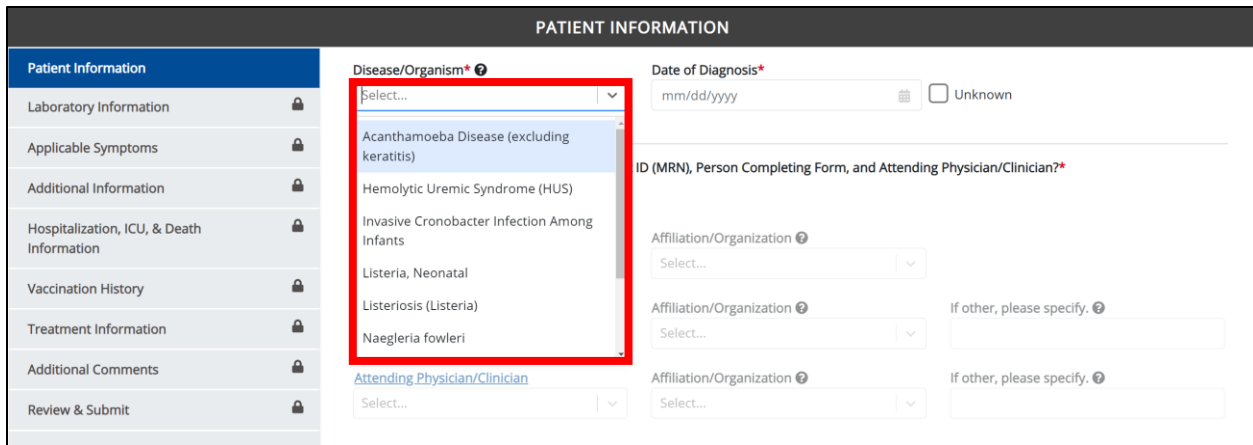 PATIENT INFORMATION
Patient Information
Laboratory Information
Applicable Symptoms
Additional Information
Hospitalization, ICU, & Death
Information
Vaccination History
Treatment Information
Additional Comments
Review & Submit
Disease/Organism*
Select...
Acanthamoeba Disease (excluding
keratitis)
Hemolytic Uremic Syndrome (HUS)
Invasive Cronobacter Infection Among
Infants
Listeria, Neonatal
Listeriosis (Listeria)
Naegleria fowleri
Date of Diagnosis*
mm/dd/yyyy
Unknown
ID (MRN), Person Completing Form, and Attending Physician/Clinician?*
Affiliation/Organization
Select...
Affiliation/Organization
If other, please specify.
Select...
Attending Physician/Clinician
Affiliation/Organization
If other, please specify.
Select...
Select...